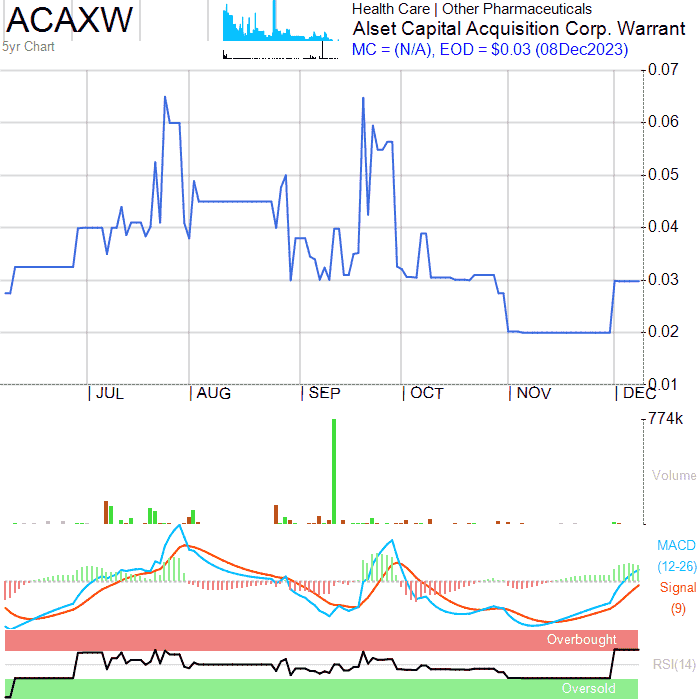 ACAXW
5yr Chart
Health Care | Other Pharmaceuticals
Alset Capital Acquisition Corp. Warrant
MC = (N/A), EOD = $0.03 (08Dec2023)
0.07
0.06
0.05
0.04
0.03
0.02
0.01
JUL AUG SEP OCT NOV DEC
774k
Volume
MACD
(12-26)
Signal
(9)
Overbought
RSI(14)
Oversold